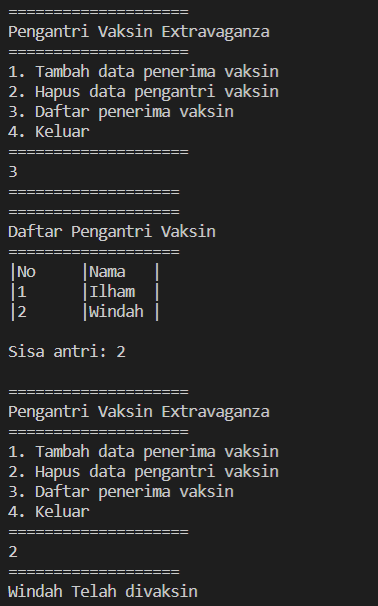 ====================
Pengantri Vaksin Extravaganza
====================
1. Tambah data penerima vaksin
2. Hapus data pengantri vaksin
3. Daftar penerima vaksin
4. Keluar
====================
3
===================
===================
Daftar Pengantri Vaksin
===================
|No     |Nama   |
|1      |Ilham  |
|2      |Windah |
Sisa antri: 2
====================
Pengantri Vaksin Extravaganza
====================
1. Tambah data penerima vaksin
2. Hapus data pengantri vaksin
3. Daftar penerima vaksin
4. Keluar
====================
2
===================
Windah Telah divaksin